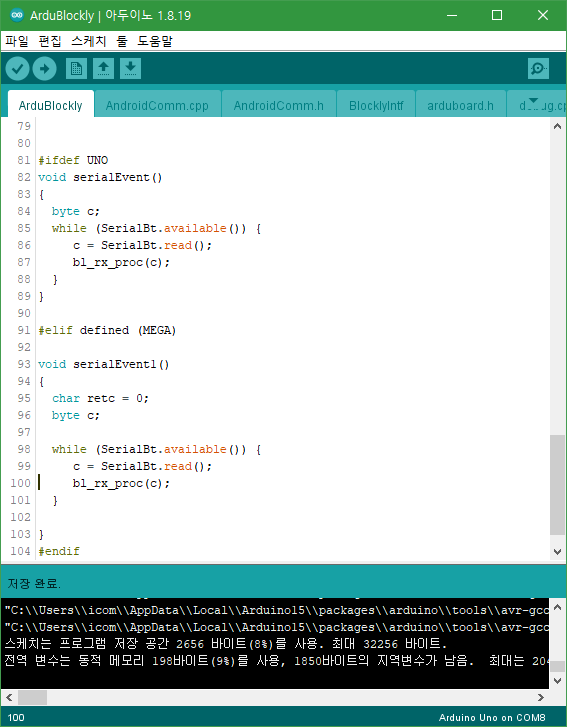 ArduBlockly | 아두이노 1.8.19
파일 편집 스케치 툴 도움말
ArduBlockly AndroidComm.cpp AndroidComm.h BlocklyIntf arduboard.h
79
80
81 #ifdef UNO
82 void serialEvent()
83 {
84 byte c;
85 while (SerialBt.available()) {
86 c = SerialBt.read();
87 bl_rx_proc(c);
88 }
89 }
90
91 #elif defined (MEGA)
92
93 void serialEvent1()
94 {
95 char retc = 0;
96 byte c;
97
98 while (SerialBt.available()) {
99 c = SerialBt.read();
100 bl_rx_proc(c);
101 }
102
103 }
104 #endif
저장 완료.
"C:\\Users\\icom\\AppData\\Local\\Arduino15\\packages\\arduino\\tools\\avr-gcc
"C:\\Users\\icom\\AppData\\Local\\Arduino15\\packages\\arduino\\tools\\avr-gcc
스케치는 프로그램 저장 공간 2656 바이트(8%)를 사용. 최대 32256 바이트.
전역 변수는 동적 메모리 198바이트(9%)를 사용, 1850바이트의 지역변수가 남음. 최대는 204
100 Arduino Uno on COM8